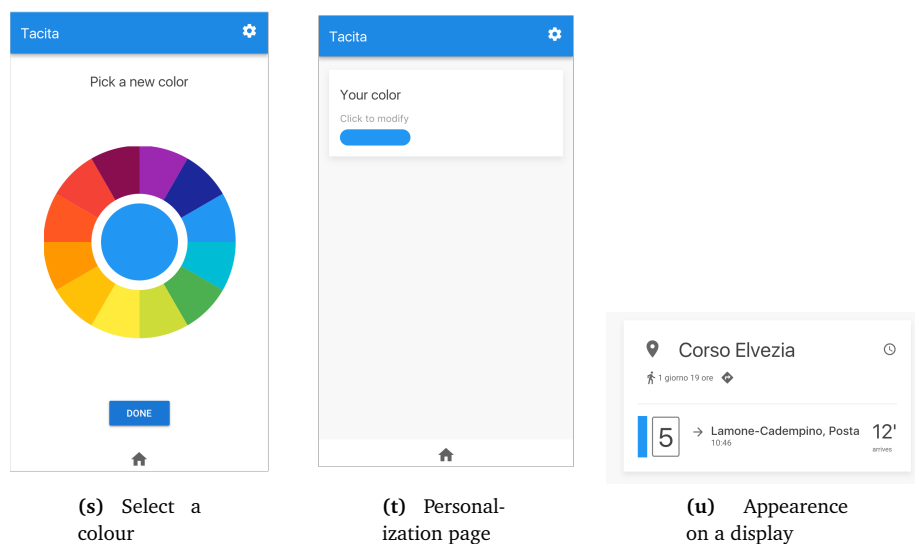 Tacita
Pick a new color
DONE
(s) Select a
colour
Tacita
Your color
Click to modify
(t) Personal-
ization page
Corso Elvezia
1 giorno 19 ore
5 → Lamone-Cadempino, Posta 12'
10:46 arrives
(u) Appearence
on a display